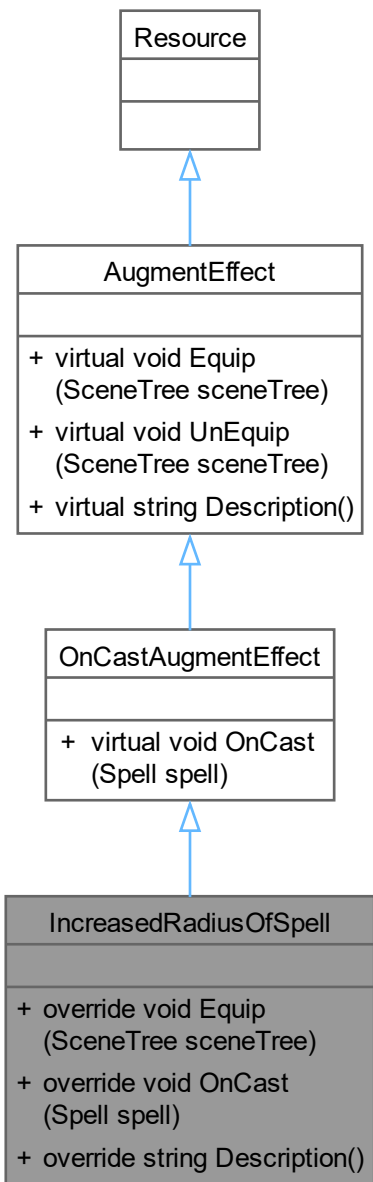 Resource
AugmentEffect
+ virtual void Equip
(SceneTree sceneTree)
+ virtual void UnEquip
(SceneTree sceneTree)
+ virtual string Description()
OnCastAugmentEffect
+ virtual void OnCast
(Spell spell)
IncreasedRadiusOfSpell
+ override void Equip
(SceneTree sceneTree)
+ override void OnCast
(Spell spell)
+ override string Description()